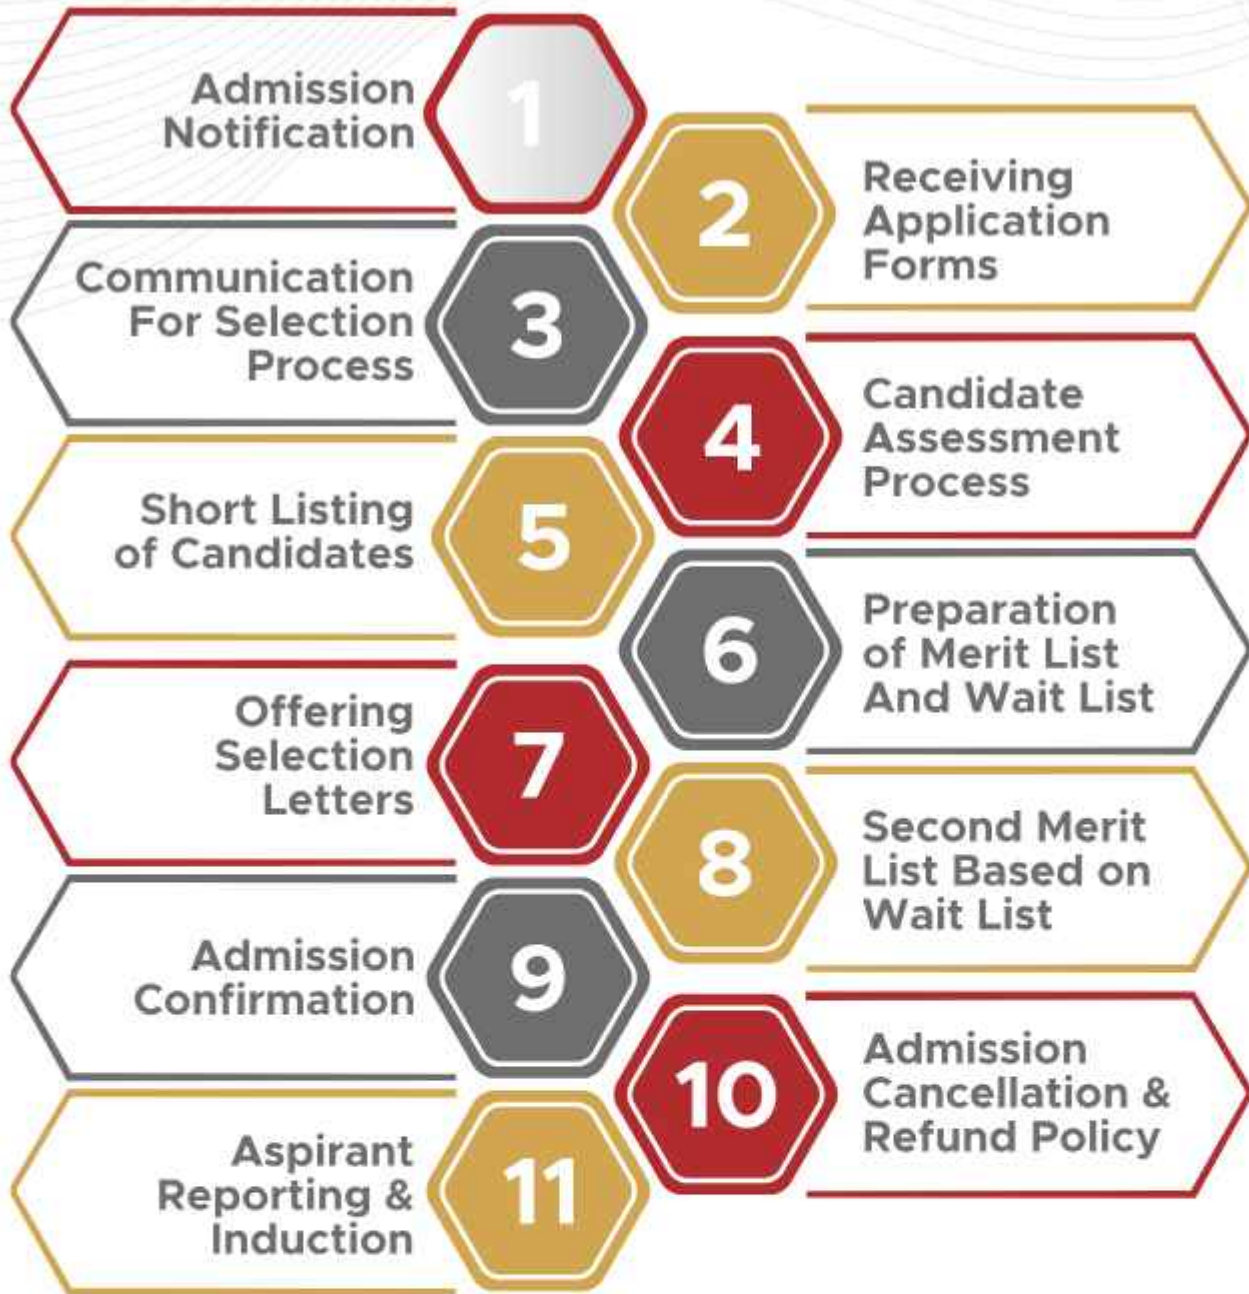 1
Admission
Notification
2
Receiving
Application
Forms
3
Communication
For Selection
Process
4
Candidate
Assessment
Process
5
Short Listing
of Candidates
6
Preparation
of Merit List
And Wait List
7
Offering
Selection
Letters
8
Second Merit
List Based on
Wait List
9
Admission
Confirmation
10
Admission
Cancellation &
Refund Policy
11
Aspirant
Reporting &
Induction